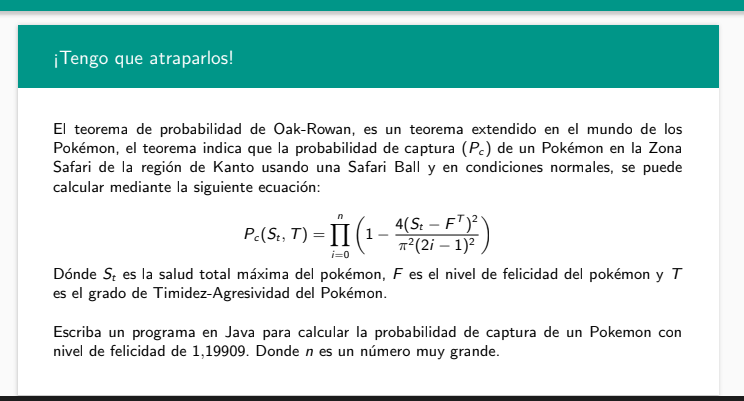 ¡Tengo que atraparlos!
El teorema de probabilidad de Oak-Rowan, es un teorema extendido en el mundo de los
Pokémon, el teorema indica que la probabilidad de captura (P_c) de un Pokémon en la Zona
Safari de la región de Kanto usando una Safari Ball y en condiciones normales, se puede
calcular mediante la siguiente ecuación:
P_c(S_t, T) = ∏_{i=0}^{n} (1 − 4(S_t − F^T)^2 / π^2(2i − 1)^2)
Dónde S_t es la salud total máxima del pokémon, F es el nivel de felicidad del pokémon y T
es el grado de Timidez-Agresividad del Pokémon.
Escriba un programa en Java para calcular la probabilidad de captura de un Pokemon con
nivel de felicidad de 1,19909. Donde n es un número muy grande.